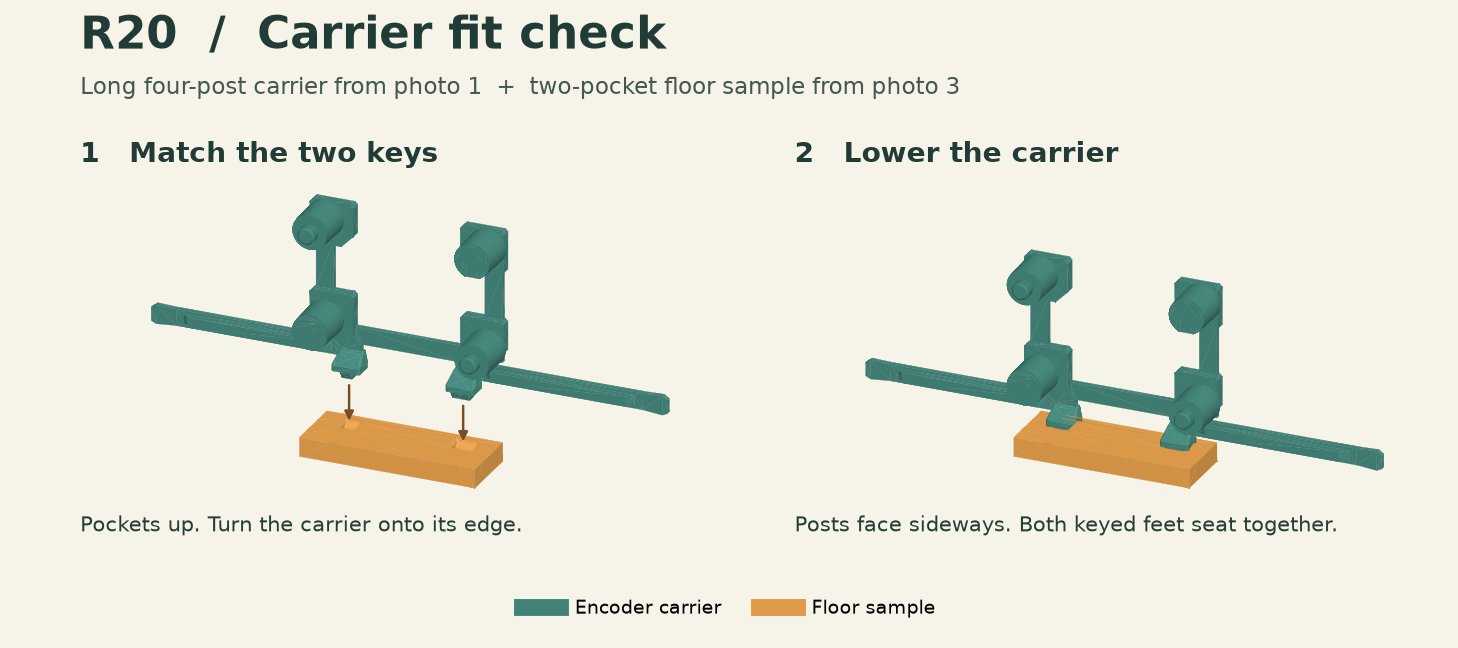 R20 / Carrier fit check
Long four-post carrier from photo 1 + two-pocket floor sample from photo 3
1 Match the two keys
2 Lower the carrier
Pockets up. Turn the carrier onto its edge.
Posts face sideways. Both keyed feet seat together.
Encoder carrier
Floor sample